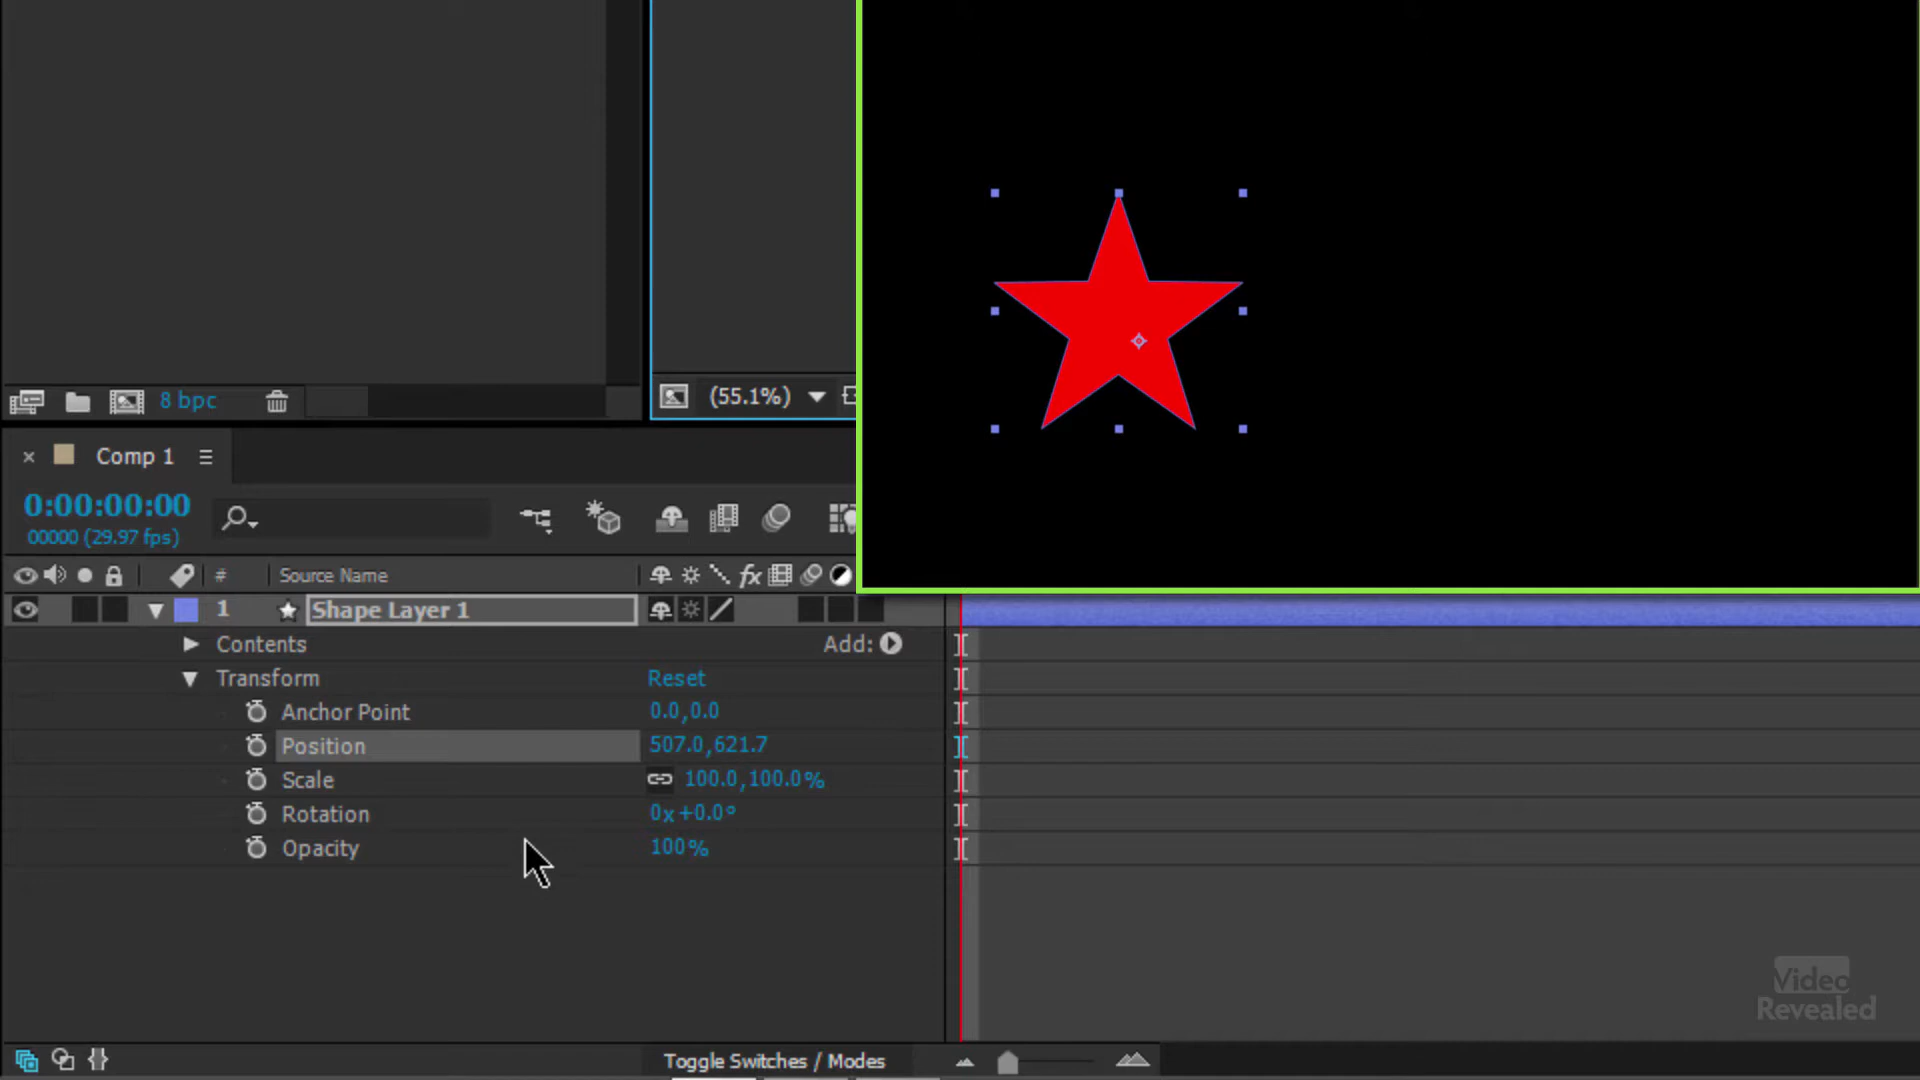 8 bpc
(55.1%)
× Comp 1
0:00:00:00
00000 (29.97 fps)
# Source Name fx
1 Shape Layer 1
Contents Add:
Transform Reset
Anchor Point 0.0,0.0
Position 507.0,621.7
Scale 100.0,100.0%
Rotation 0x+0.0°
Opacity 100%
Video
Revealed
Toggle Switches / Modes